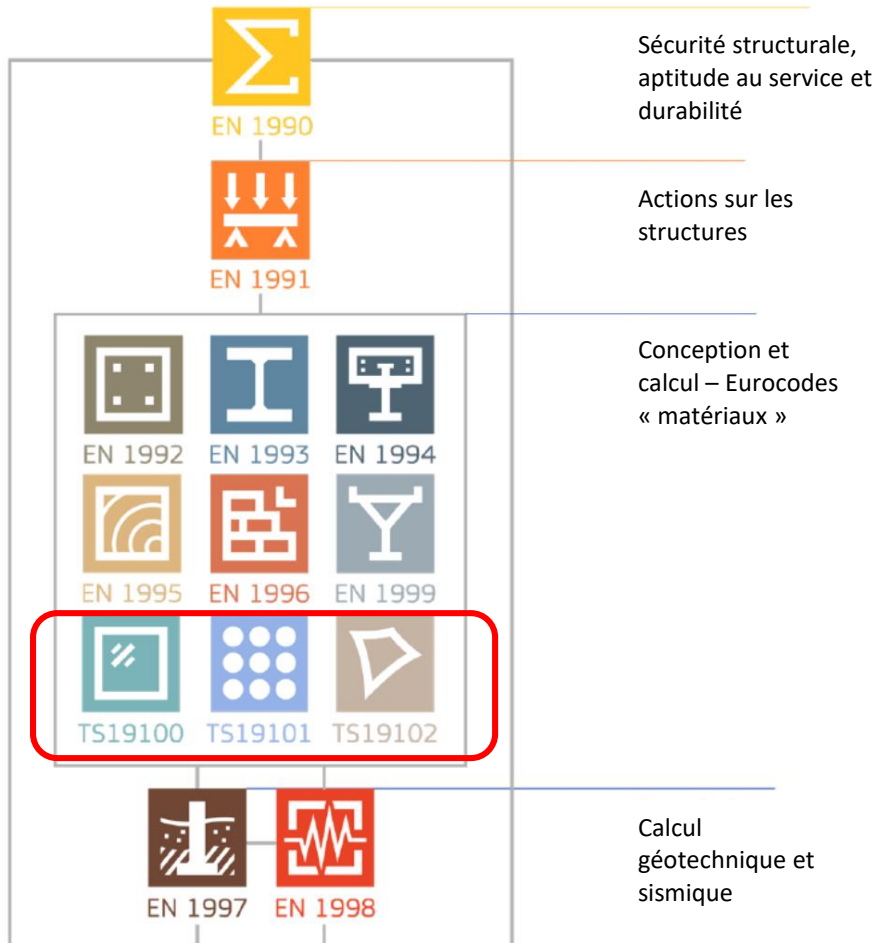 Sécurité structurale,
aptitude au service et
durabilité
EN 1990
Actions sur les
structures
EN 1991
Conception et
calcul – Eurocodes
« matériaux »
EN 1992 EN 1993 EN 1994
EN 1995 EN 1996 EN 1999
TS19100 TS19101 TS19102
Calcul
géotechnique et
sismique
EN 1997 EN 1998